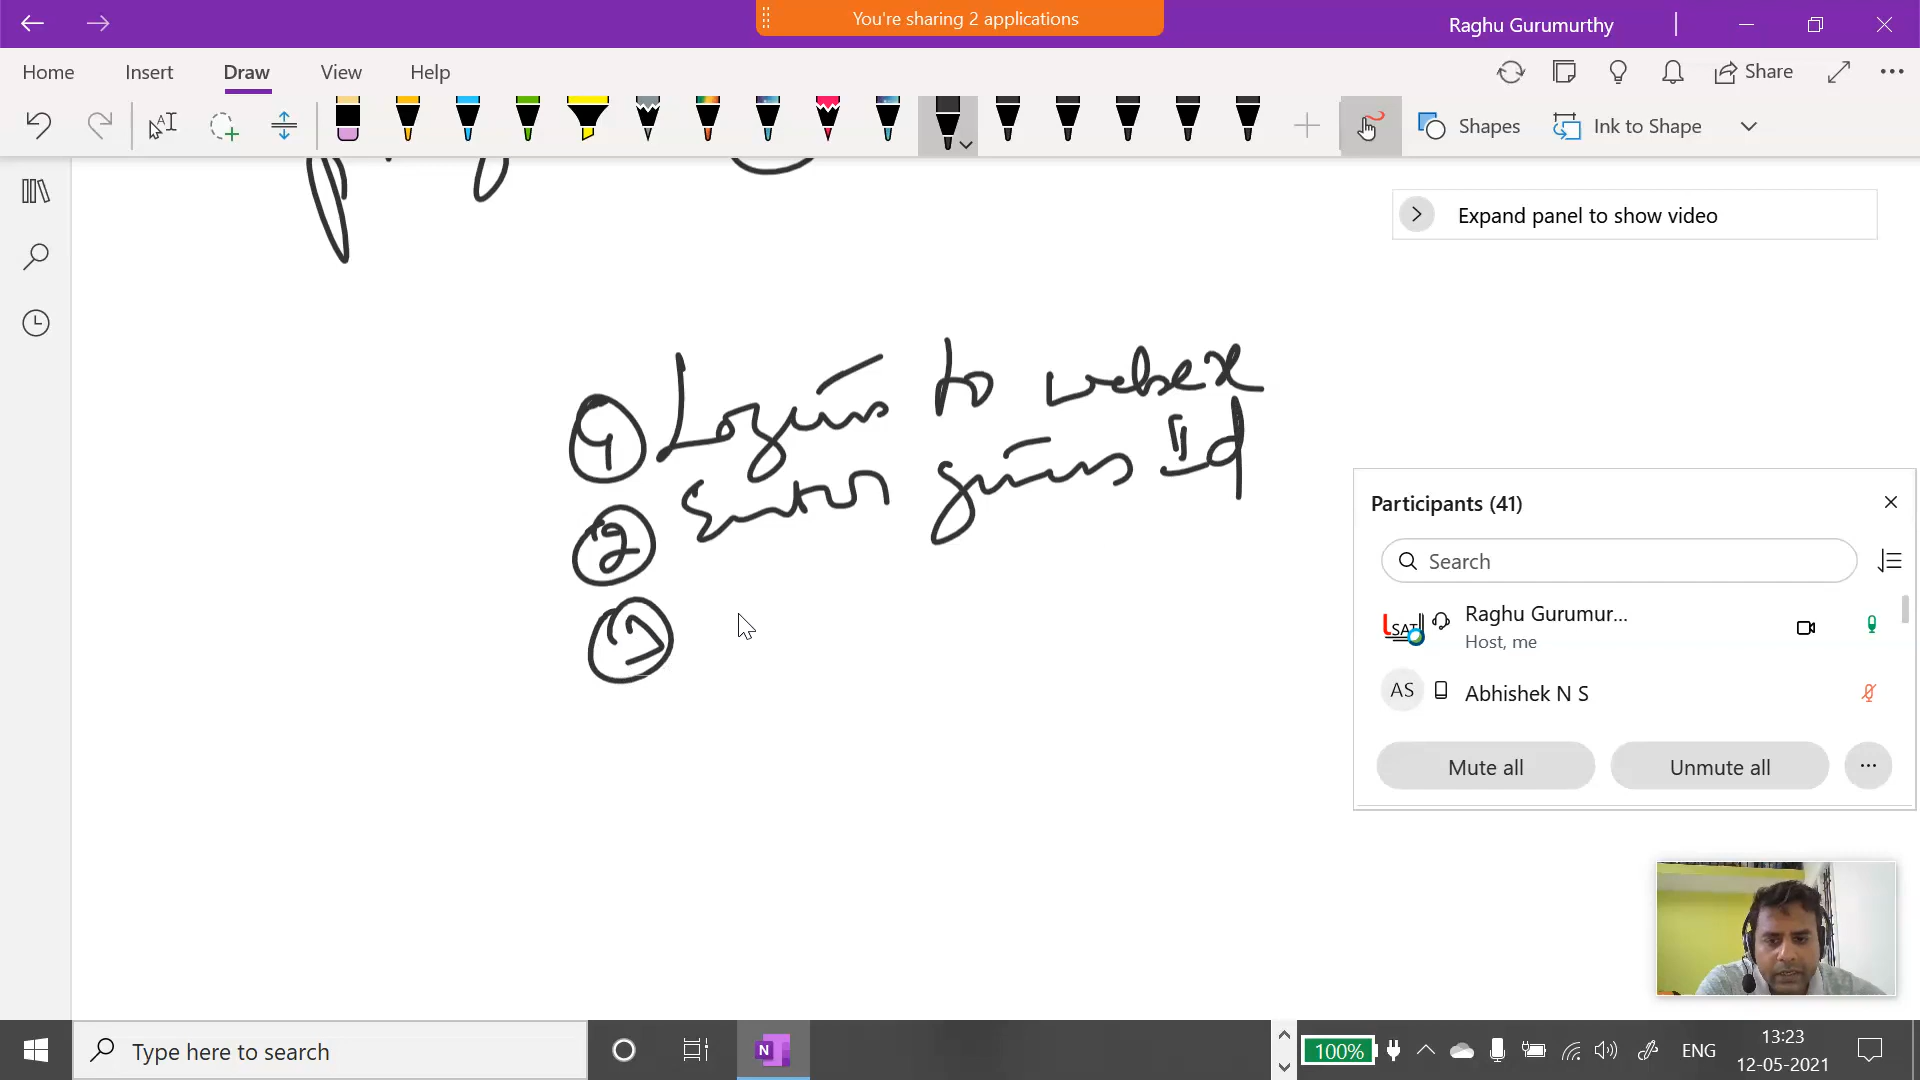 You're sharing 2 applications
Raghu Gurumurthy
Home Insert Draw View Help
Share
Shapes Ink to Shape
Expand panel to show video
① Login to webex
② Enter Id
③
Participants (41)
Search
Raghu Gurumur...
Host, me
AS Abhishek N S
Mute all Unmute all
Type here to search
N
100%
ENG
13:23
12-05-2021